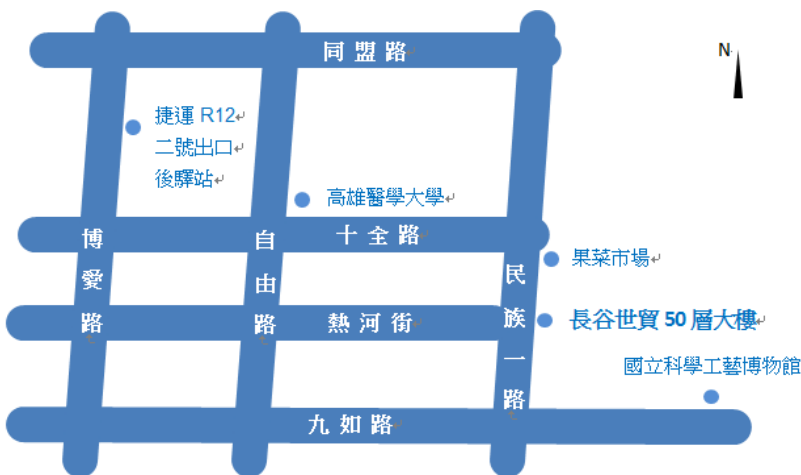 同盟路
N
捷運 R12
二號出口
後驛站
高雄醫學大學
博愛路
自由路
十全路
民族一路
果菜市場
熱河街
長谷世貿 50 層大樓
國立科學工藝博物館
九如路